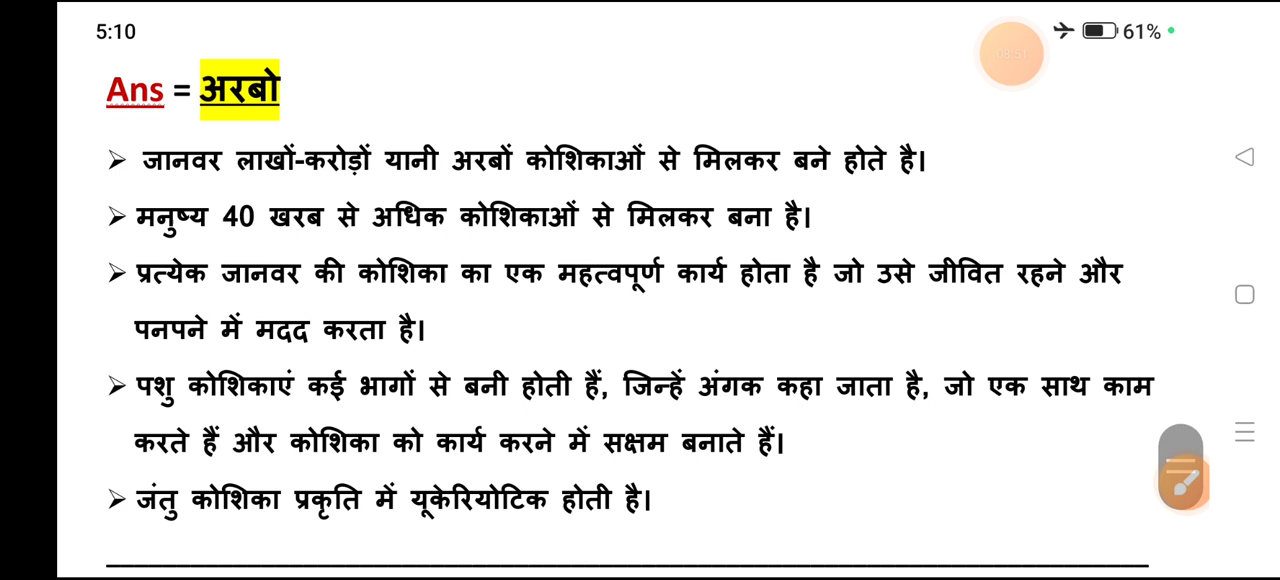 5:10
61%
Ans = अरबो
➢ जानवर लाखों-करोड़ों यानी अरबों कोशिकाओं से मिलकर बने होते है।
➢ मनुष्य 40 खरब से अधिक कोशिकाओं से मिलकर बना है।
➢ प्रत्येक जानवर की कोशिका का एक महत्वपूर्ण कार्य होता है जो उसे जीवित रहने और
पनपने में मदद करता है।
➢ पशु कोशिकाएं कई भागों से बनी होती हैं, जिन्हें अंगक कहा जाता है, जो एक साथ काम
करते हैं और कोशिका को कार्य करने में सक्षम बनाते हैं।
➢ जंतु कोशिका प्रकृति में यूकेरियोटिक होती है।